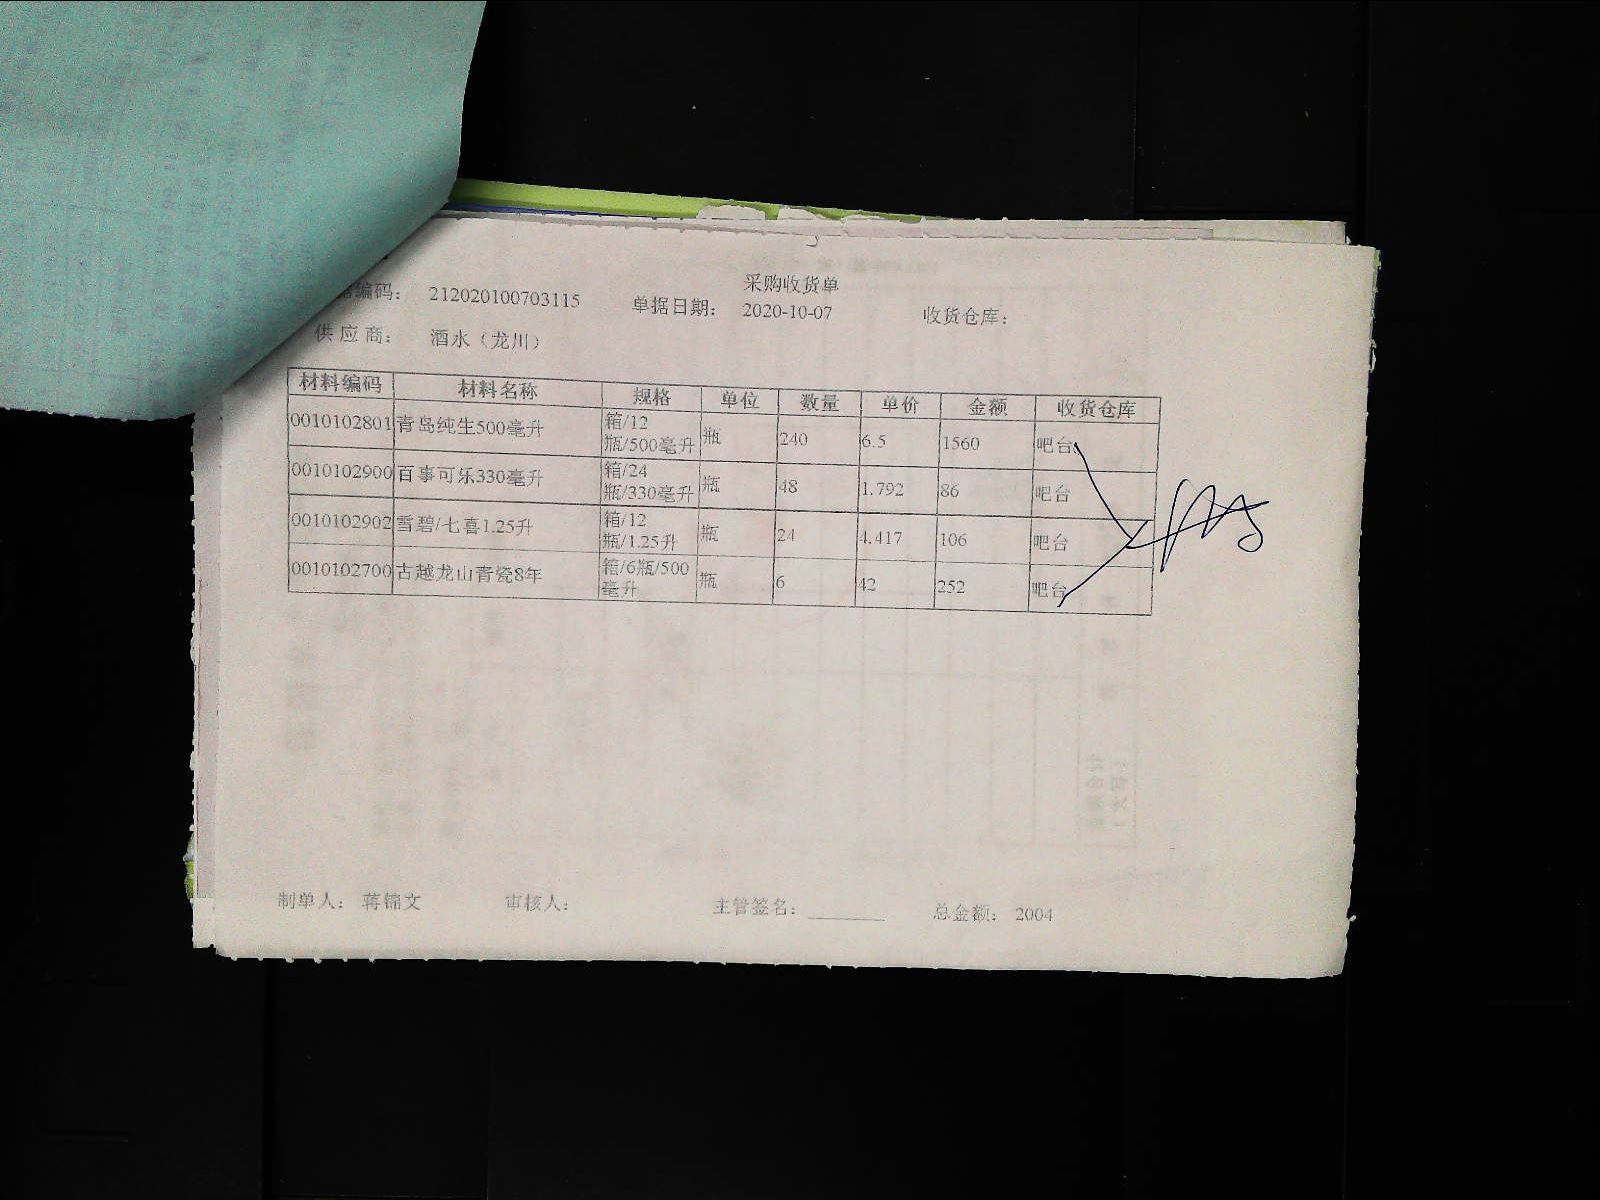 采购收货单
编码： 212020100703115 单据日期： 2020-10-07 收货仓库：
供 应 商： 酒水（龙川）
材料编码 材料名称 规格 单位 数量 单价 金额 收货仓库
0010102801 青岛纯生500毫升 箱/12瓶/500毫升 瓶 240 6.5 1560 吧台
0010102900 百事可乐330毫升 箱/24瓶/330毫升 瓶 48 1.792 86 吧台
0010102902 雪碧/七喜1.25升 箱/12瓶/1.25升 瓶 24 4.417 106 吧台
0010102700 古越龙山青瓷8年 箱/6瓶/500毫升 瓶 6 42 252 吧台
制单人： 蒋锦文 审核人： 主管签名： 总金额： 2004